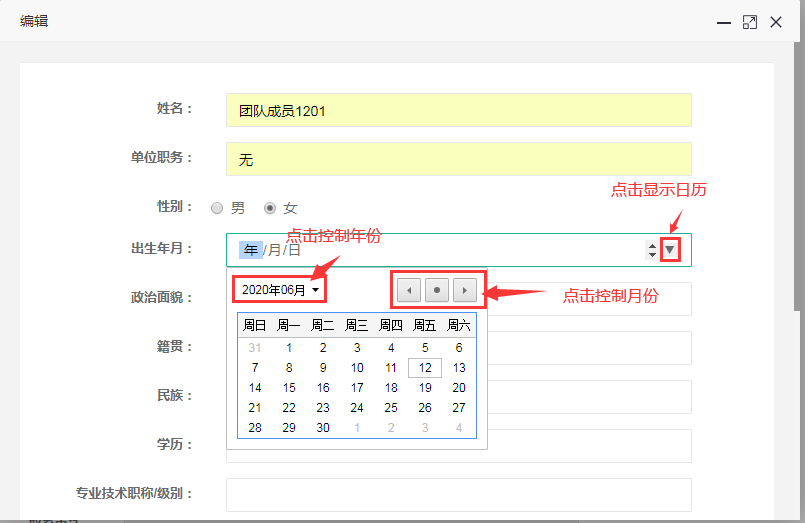 编辑
姓名：
团队成员1201
单位职务：
无
点击显示日历
性别：
男
女
点击控制年份
出生年月：
年/月/日
政治面貌：
2020年06月
点击控制月份
周日 周一 周二 周三 周四 周五 周六
31 1 2 3 4 5 6
籍贯：
7 8 9 10 11 12 13
14 15 16 17 18 19 20
民族：
21 22 23 24 25 26 27
28 29 30 1 2 3 4
学历：
专业技术职称/级别：